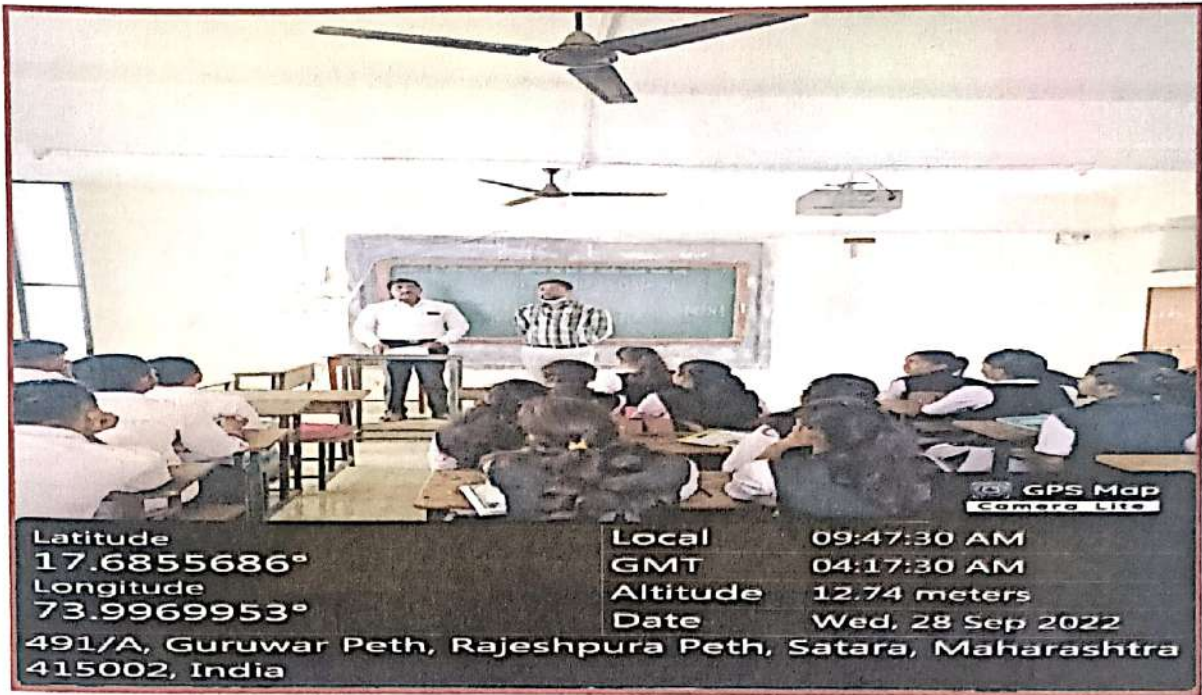 GPS Map
Camera Lite
Latitude
17.6855686°
Longitude
73.9969953°
Local 09:47:30 AM
GMT 04:17:30 AM
Altitude 12.74 meters
Date Wed, 28 Sep 2022
491/A, Guruwar Peth, Rajeshpura Peth, Satara, Maharashtra
415002, India